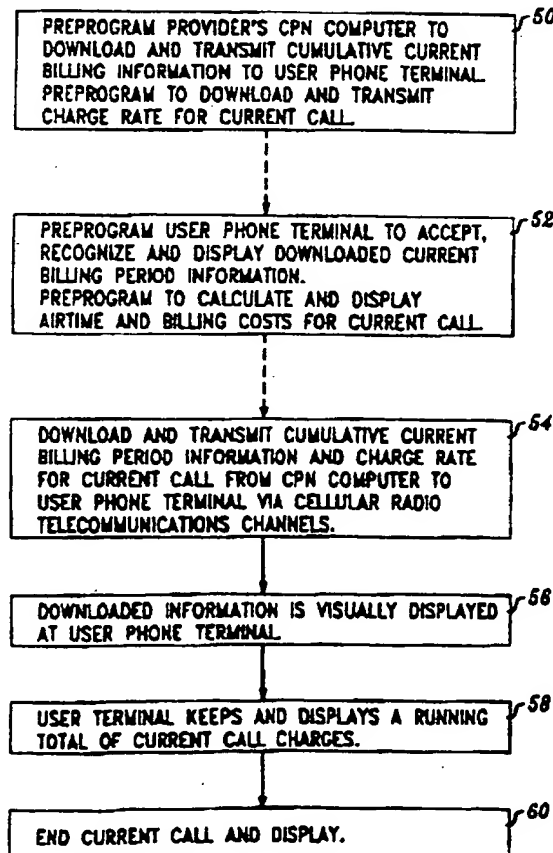 50
PREPROGRAM PROVIDER'S CPN COMPUTER TO
DOWNLOAD AND TRANSMIT CUMULATIVE CURRENT
BILLING INFORMATION TO USER PHONE TERMINAL.
PREPROGRAM TO DOWNLOAD AND TRANSMIT
CHARGE RATE FOR CURRENT CALL.
52
PREPROGRAM USER PHONE TERMINAL TO ACCEPT,
RECOGNIZE AND DISPLAY DOWNLOADED CURRENT
BILLING PERIOD INFORMATION.
PREPROGRAM TO CALCULATE AND DISPLAY
AIRTIME AND BILLING COSTS FOR CURRENT CALL.
54
DOWNLOAD AND TRANSMIT CUMULATIVE CURRENT
BILLING PERIOD INFORMATION AND CHARGE RATE
FOR CURRENT CALL FROM CPN COMPUTER TO
USER PHONE TERMINAL VIA CELLULAR RADIO
TELECOMMUNICATIONS CHANNELS.
56
DOWNLOADED INFORMATION IS VISUALLY DISPLAYED
AT USER PHONE TERMINAL
58
USER TERMINAL KEEPS AND DISPLAYS A RUNNING
TOTAL OF CURRENT CALL CHARGES.
60
END CURRENT CALL AND DISPLAY.